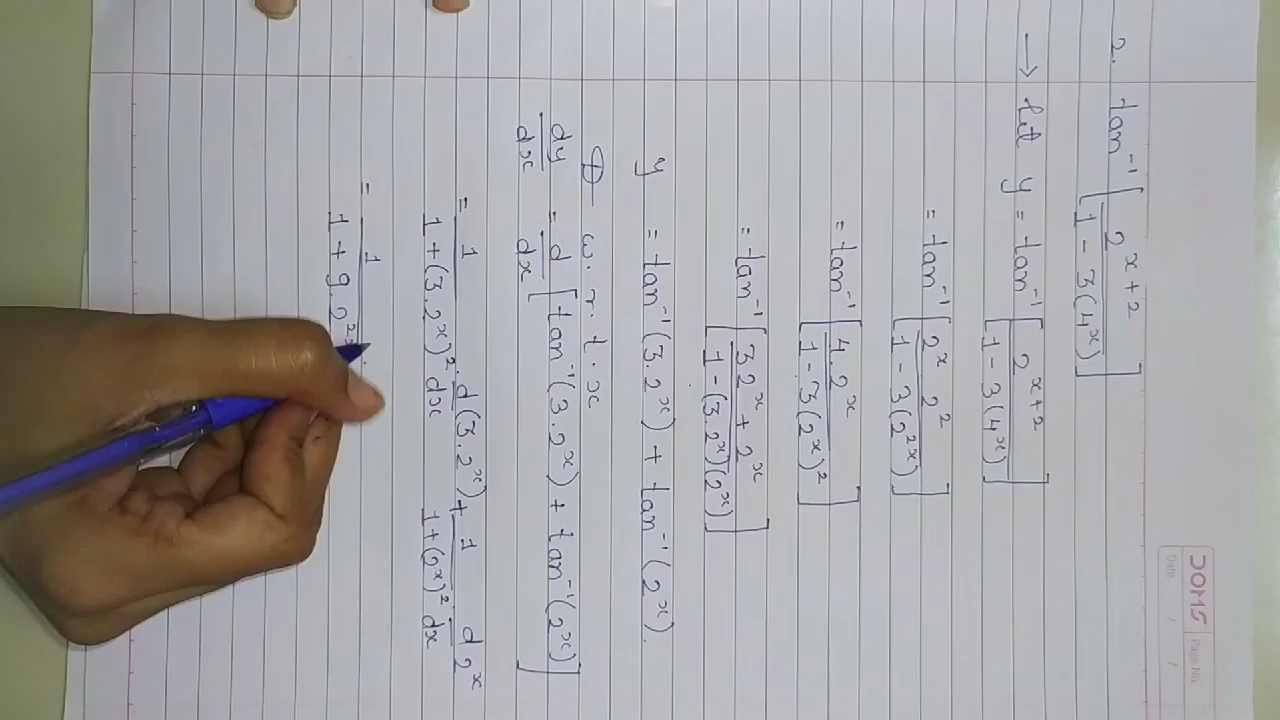 DOMS
Page No.
Date / /
2. tan⁻¹ [ 2^(x+2) / 1 - 3(4^x) ]
→ let y = tan⁻¹ [ 2^(x+2) / 1 - 3(4^x) ]
= tan⁻¹ [ 2^x 2^2 / 1 - 3(2^(2x)) ]
= tan⁻¹ [ 4.2^x / 1 - 3(2^x)² ]
= tan⁻¹ [ 3 2^x + 2^x / 1 - (3.2^x)(2^x) ]
y = tan⁻¹(3.2^x) + tan⁻¹(2^x).
w.r.t.x
dy/dx = d/dx [ tan⁻¹(3.2^x) + tan⁻¹(2^x) ]
= 1 / 1 + (3.2^x)² . d/dx (3.2^x) + 1 / 1 + (2^x)² . d/dx 2^x
= 1 / 1 + 9.2²